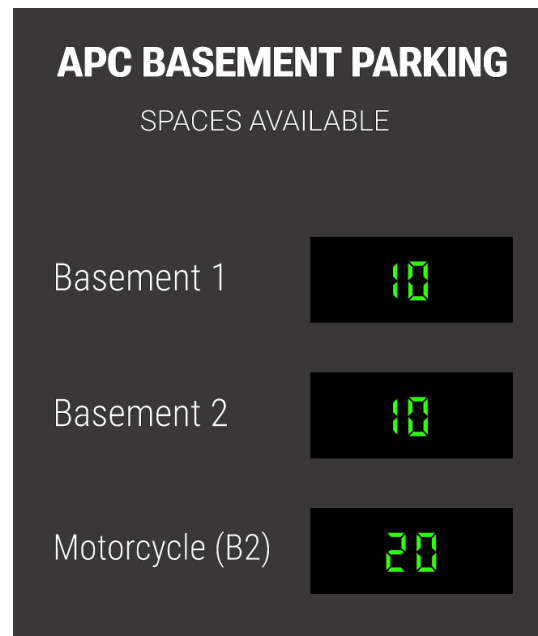 APC BASEMENT PARKING
SPACES AVAILABLE
Basement 1 10
Basement 2 10
Motorcycle (B2) 20